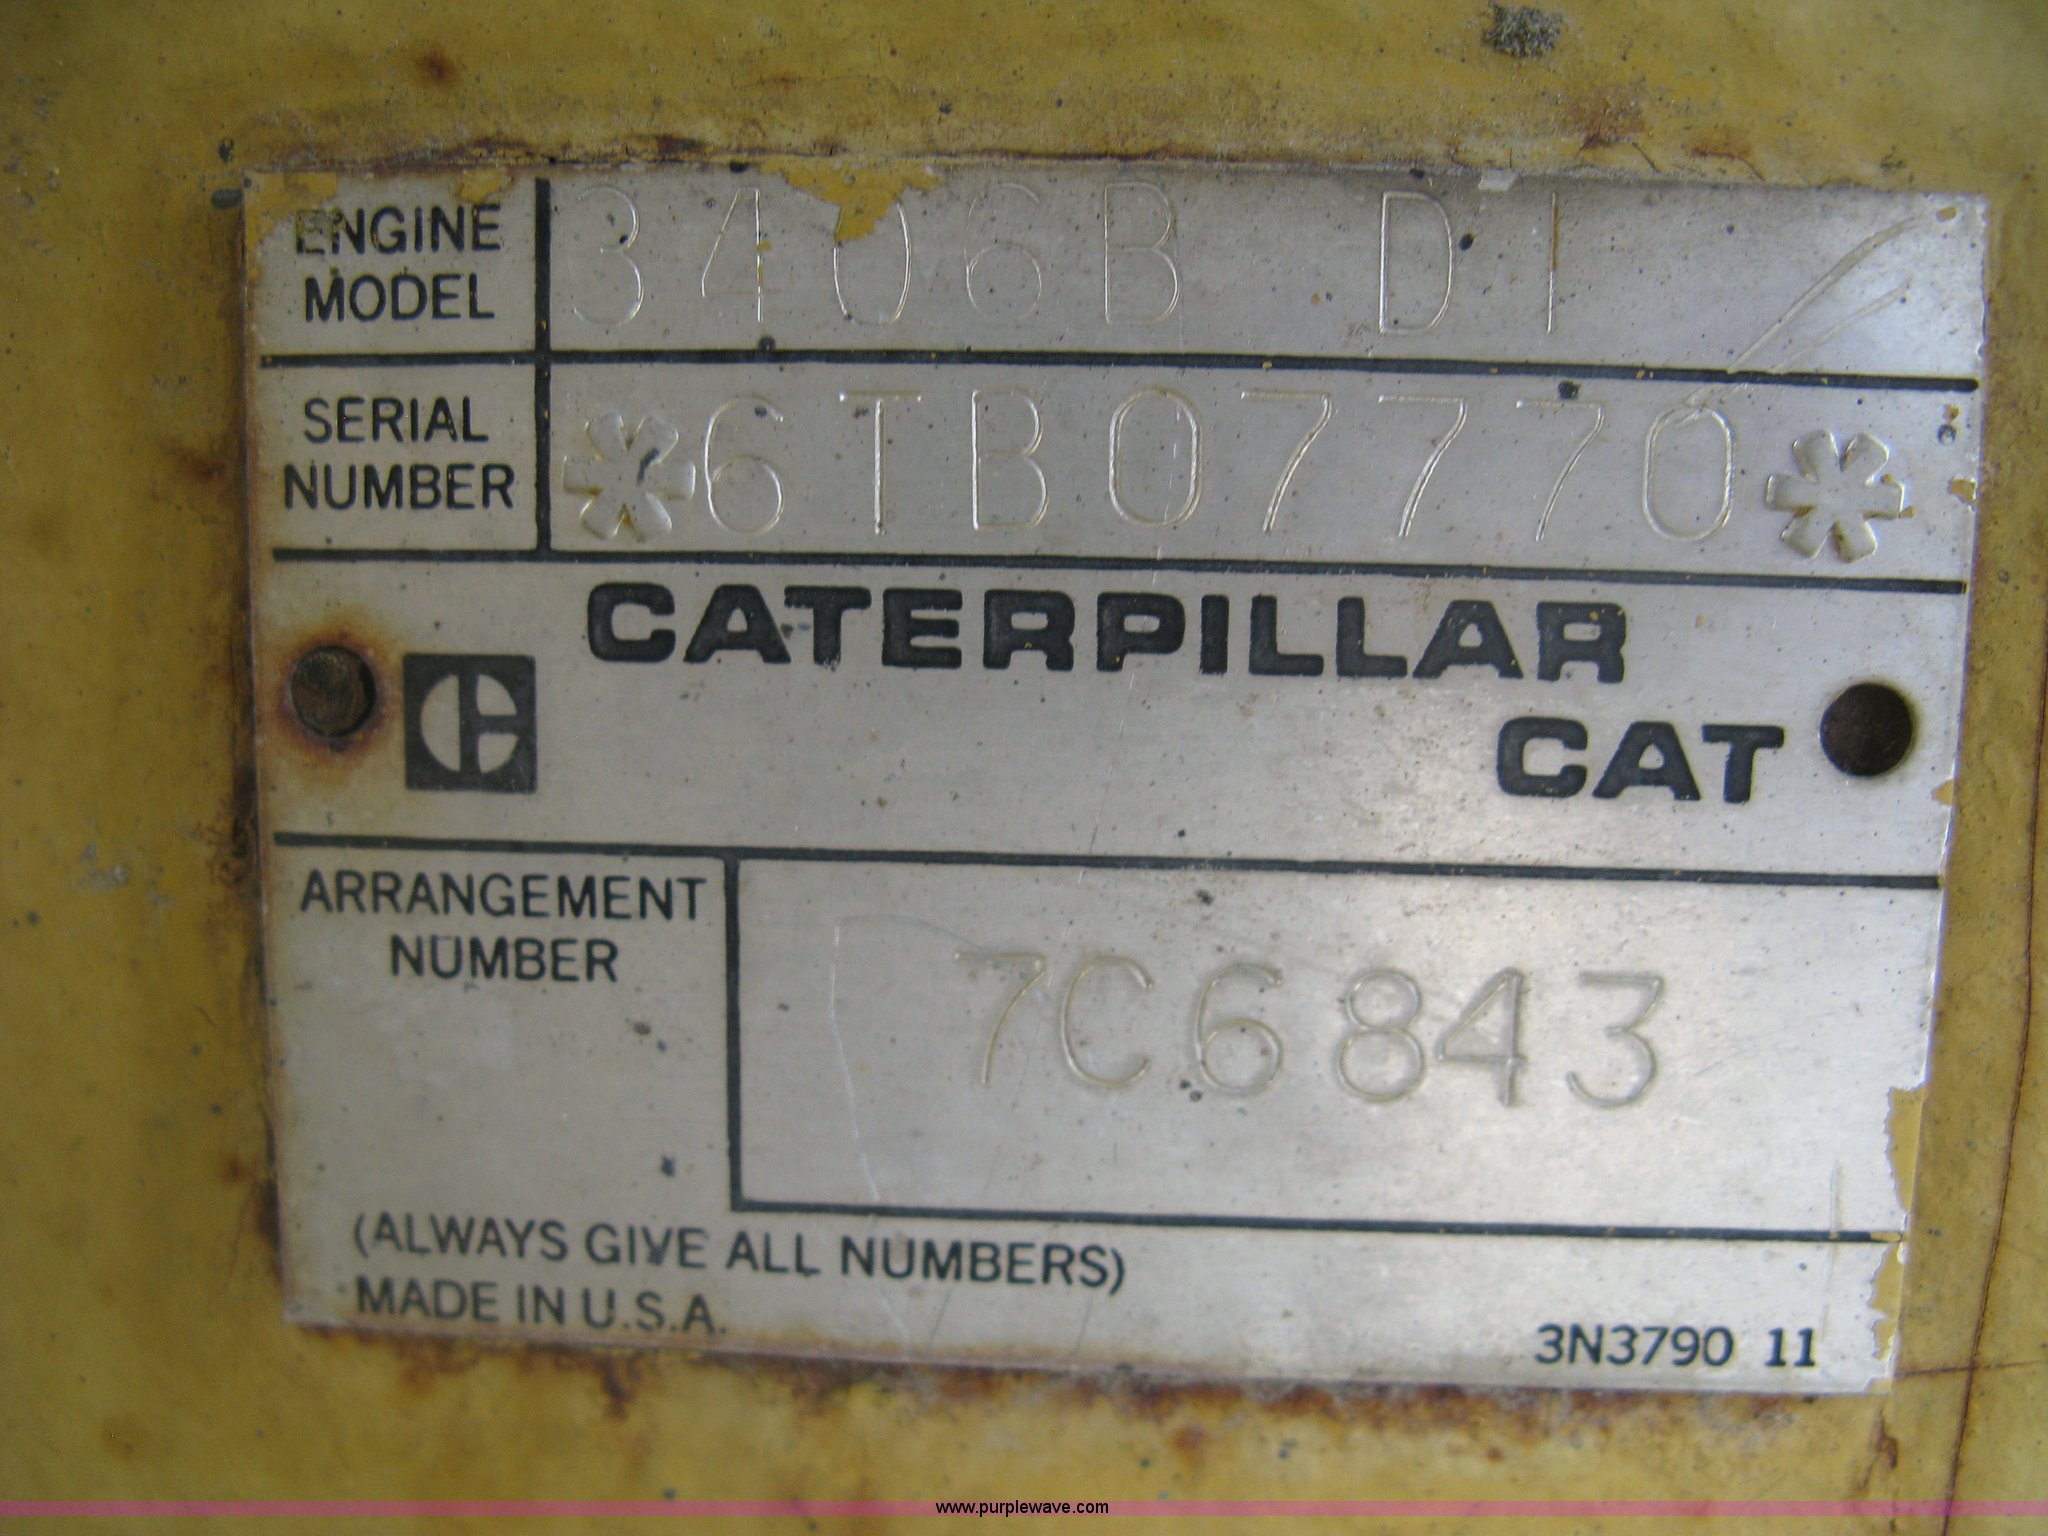 ENGINE MODEL 3406B DI
SERIAL NUMBER *6TB07770*
CATERPILLAR
CAT
ARRANGEMENT NUMBER 7C6843
(ALWAYS GIVE ALL NUMBERS)
MADE IN U.S.A.
3N3790 11
www.purplewave.com